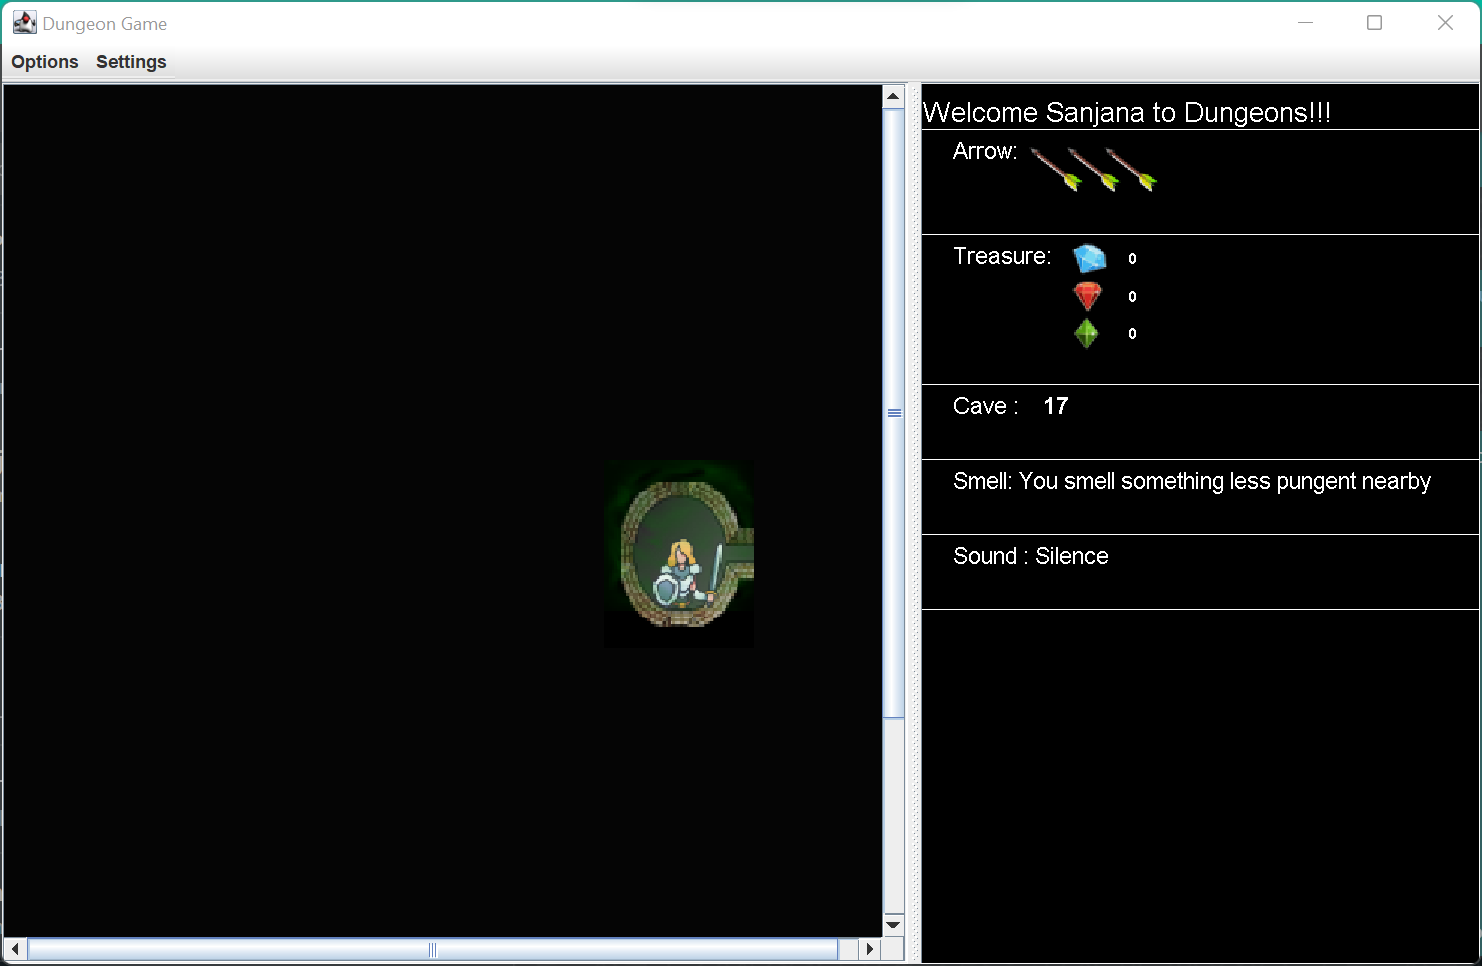 Dungeon Game
Options Settings
Welcome Sanjana to Dungeons!!!
Arrow:
Treasure: 0
0
0
Cave : 17
Smell: You smell something less pungent nearby
Sound : Silence